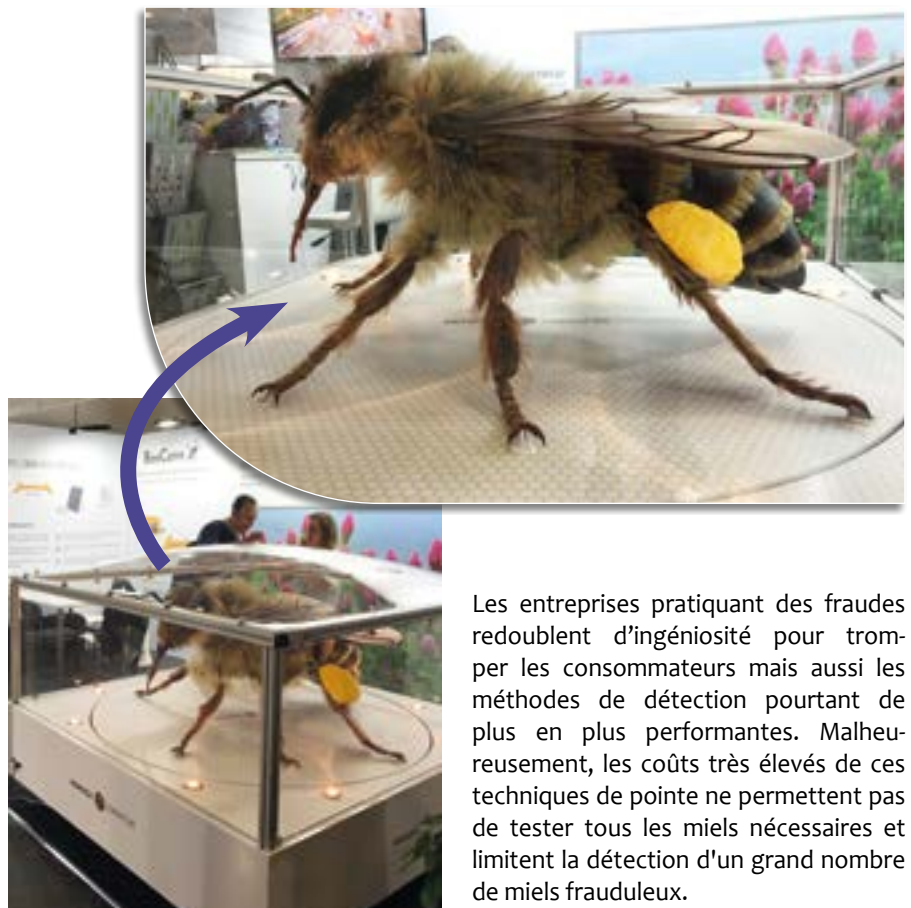 Les entreprises pratiquant des fraudes
redoublent d’ingéniosité pour trom-
per les consommateurs mais aussi les
méthodes de détection pourtant de
plus en plus performantes. Malheu-
reusement, les coûts très élevés de ces
techniques de pointe ne permettent pas
de tester tous les miels nécessaires et
limitent la détection d'un grand nombre
de miels frauduleux.